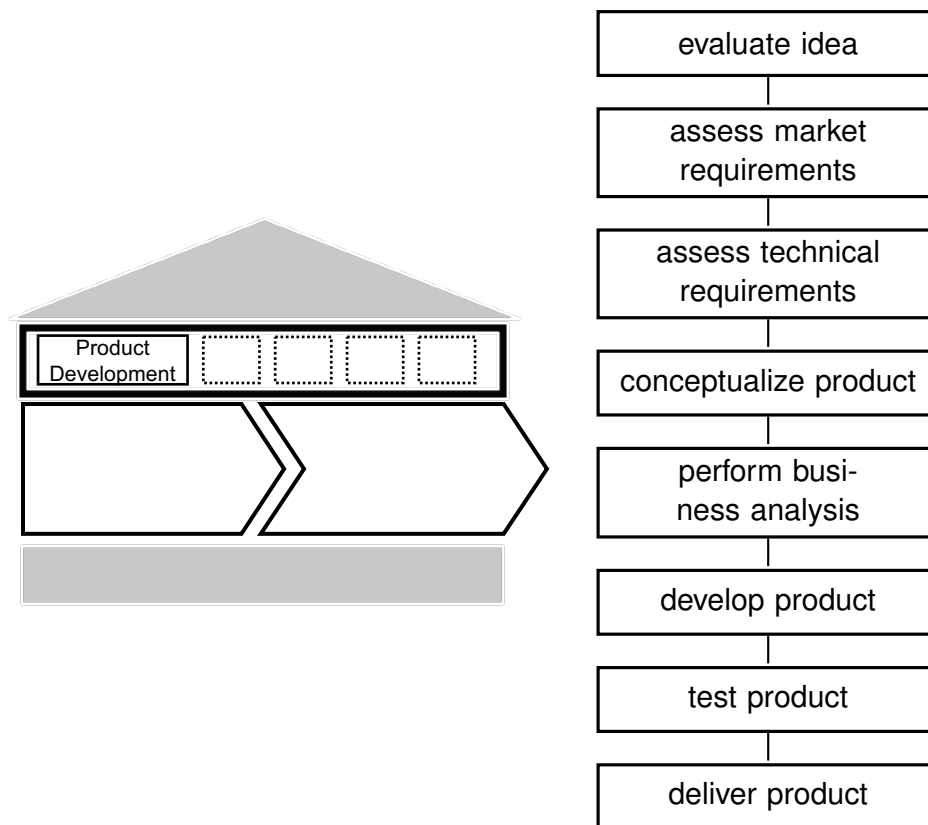 evaluate idea
assess market
requirements
assess technical
requirements
Product
Development
conceptualize product
perform busi-
ness analysis
develop product
test product
deliver product